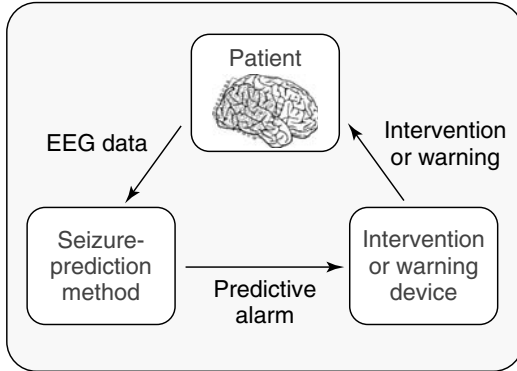 Patient
EEG data
Intervention
or warning
Seizure-
prediction
method
Predictive
alarm
Intervention
or warning
device